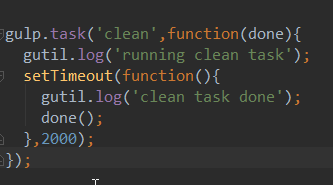 gulp.task('clean',function(done){
  gutil.log('running clean task');
  setTimeout(function(){
    gutil.log('clean task done');
    done();
  },2000);
});